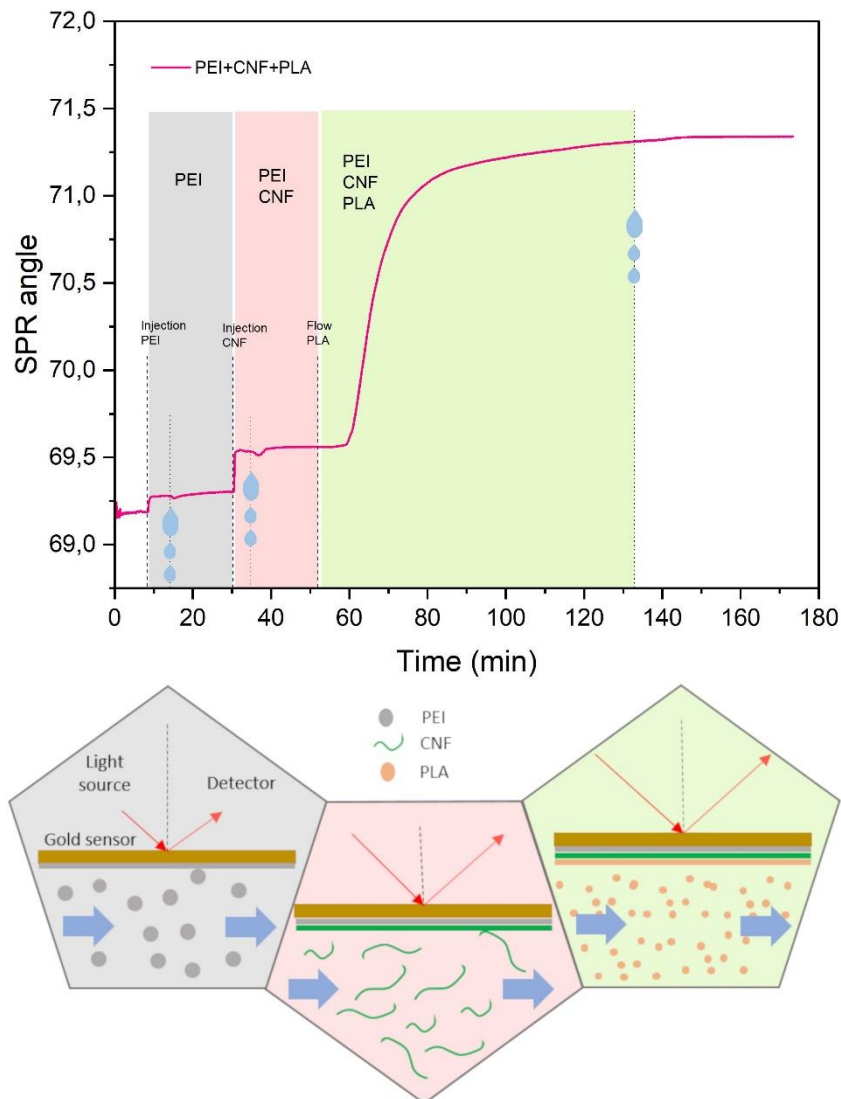 72,0
PEI+CNF+PLA
71,5
PEI
PEI
CNF
PEI
CNF
PLA
71,0
70,5
SPR angle
Injection
PEI
Injection
CNF
Flow
PLA
70,0
69,5
69,0
0 20 40 60 80 100 120 140 160 180
Time (min)
PEI
CNF
PLA
Light
source
Detector
Gold sensor